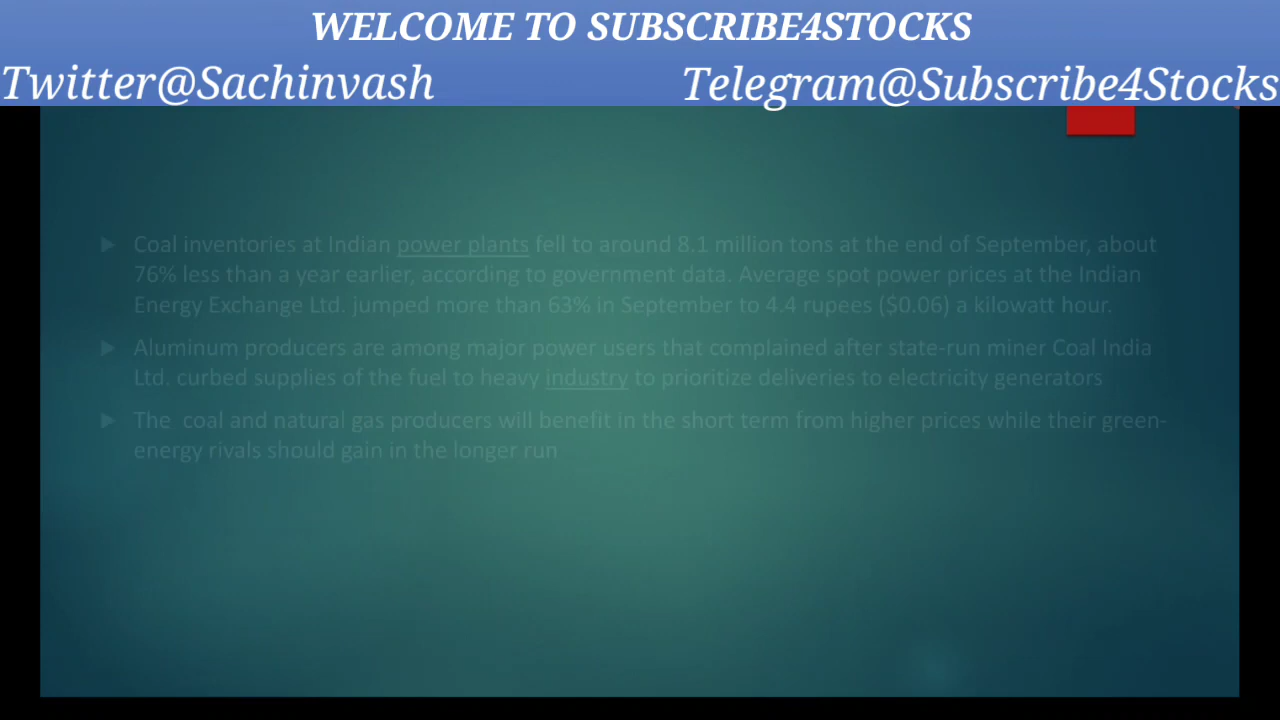 WELCOME TO SUBSCRIBE4STOCKS
Twitter@Sachinvash
Telegram@Subscribe4Stocks
Coal inventories at Indian power plants fell to around 8.1 million tons at the end of September, about
76% less than a year earlier, according to government data. Average spot power prices at the Indian
Energy Exchange Ltd. jumped more than 63% in September to 4.4 rupees ($0.06) a kilowatt hour.
Aluminum producers are among major power users that complained after state-run miner Coal India
Ltd. curbed supplies of the fuel to heavy industry to prioritize deliveries to electricity generators
The coal and natural gas producers will benefit in the short term from higher prices while their green-
energy rivals should gain in the longer run